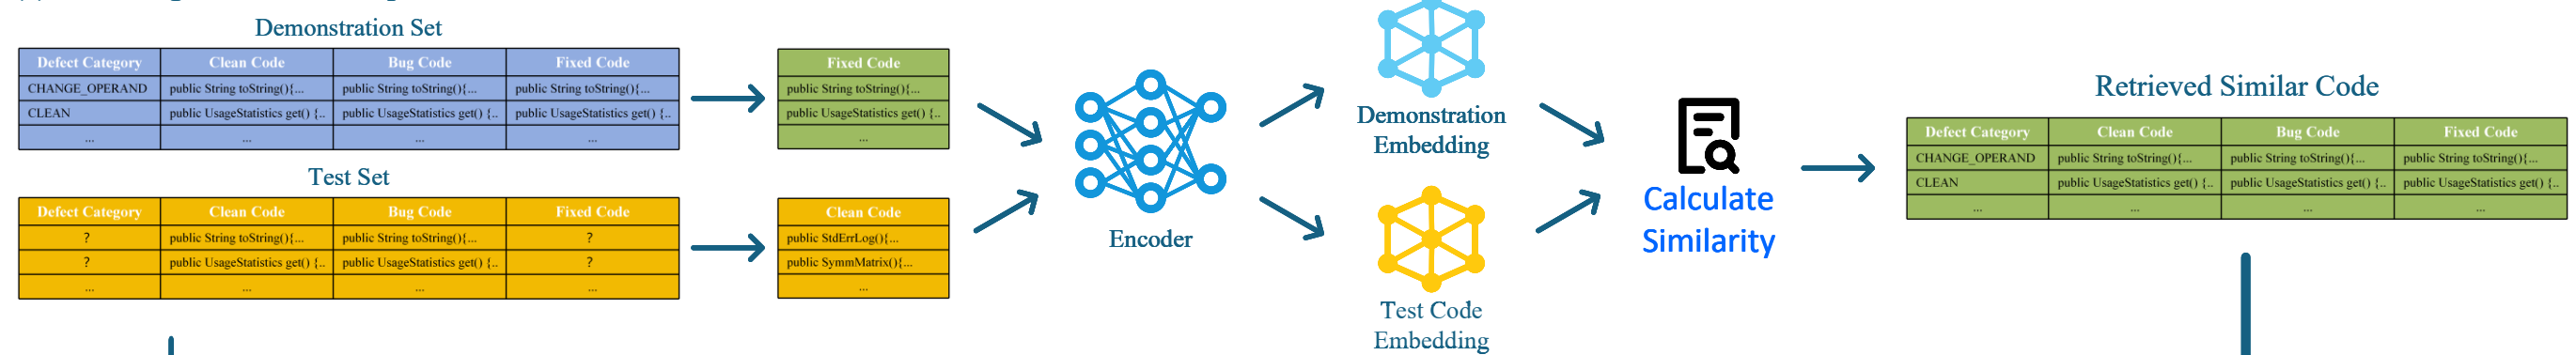 Demonstration Set
Defect Category Clean Code Bug Code Fixed Code
CHANGE_OPERAND public String toString(){... public String toString(){... public String toString(){...
CLEAN public UsageStatistics get() {.. public UsageStatistics get() {.. public UsageStatistics get() {..
... ... ... ...
Fixed Code
public String toString(){...
public UsageStatistics get() {..
...
Test Set
Defect Category Clean Code Bug Code Fixed Code
? public String toString(){... public String toString(){... ?
? public UsageStatistics get() {.. public UsageStatistics get() {.. ?
... ... ... ...
Clean Code
public StdErrLog(){...
public SymmMatrix(){...
...
Encoder
Demonstration
Embedding
Test Code
Embedding
Calculate
Similarity
Retrieved Similar Code
Defect Category Clean Code Bug Code Fixed Code
CHANGE_OPERAND public String toString(){... public String toString(){... public String toString(){...
CLEAN public UsageStatistics get() {.. public UsageStatistics get() {.. public UsageStatistics get() {..
... ... ... ...